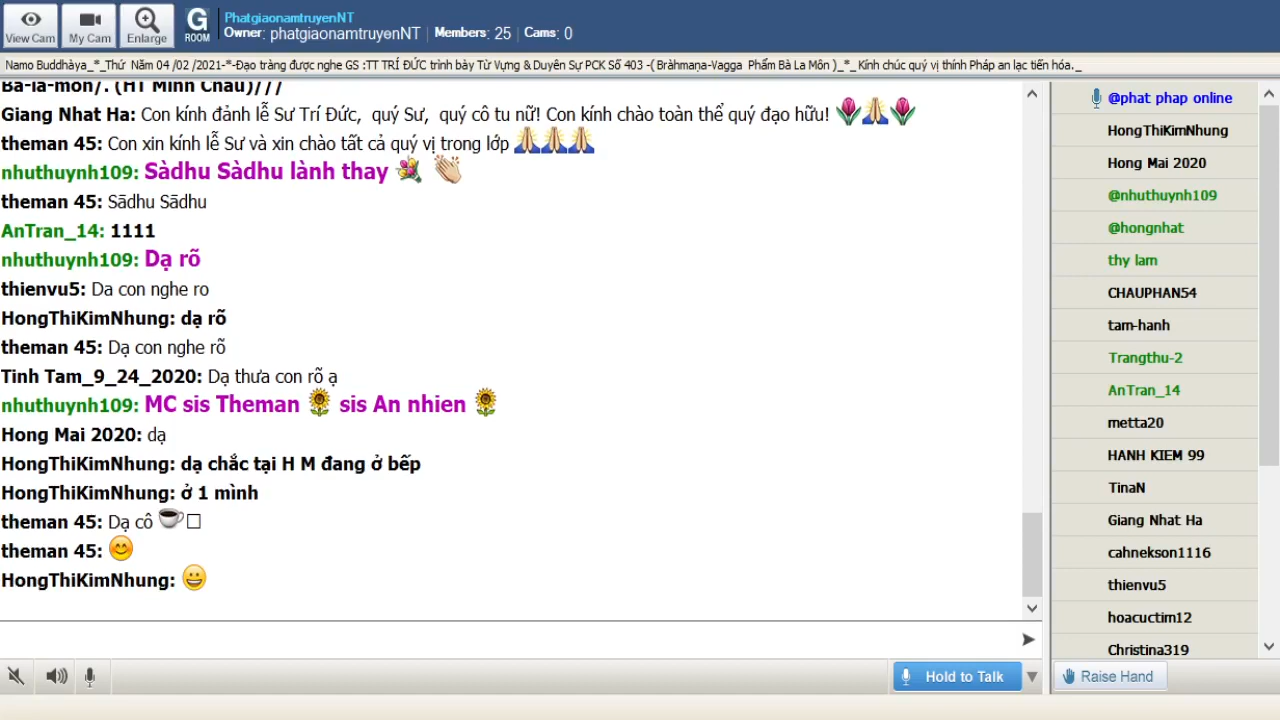 View Cam
My Cam
Enlarge
G
ROOM
PhatgiaonamtruyenNT
Owner: phatgiaonamtruyenNT | Members: 25 | Cams: 0
Namo Buddhàya_*_Thứ Năm 04 /02 /2021-*-Đạo tràng được nghe GS :TT TRÍ ĐỨC trình bày Từ Vựng & Duyên Sự PCK Số 403 -( Bràhmaṇa-Vagga Phẩm Bà La Môn )_*_ Kính chúc quý vị thính Pháp an lạc tiến hóa._
Bà-la-môn/. (HT Minh Châu)///
Giang Nhat Ha: Con kính đảnh lễ Sư Trí Đức, quý Sư, quý cô tu nữ! Con kính chào toàn thể quý đạo hữu! 🌷🙏🌷
theman 45: Con xin kính lễ Sư và xin chào tất cả quý vị trong lớp 🙏🙏🙏
nhuthuynh109: Sàdhu Sàdhu lành thay 💐 👏
theman 45: Sādhu Sādhu
AnTran_14: 1111
nhuthuynh109: Dạ rõ
thienvu5: Da con nghe ro
HongThiKimNhung: dạ rõ
theman 45: Dạ con nghe rõ
Tinh Tam_9_24_2020: Dạ thưa con rõ ạ
nhuthuynh109: MC sis Theman 🌻 sis An nhien 🌻
Hong Mai 2020: dạ
HongThiKimNhung: dạ chắc tại H M đang ở bếp
HongThiKimNhung: ở 1 mình
theman 45: Dạ cô ☕□
theman 45: 😊
HongThiKimNhung: 😀
Hold to Talk
@phat phap online
HongThiKimNhung
Hong Mai 2020
@nhuthuynh109
@hongnhat
thy lam
CHAUPHAN54
tam-hanh
Trangthu-2
AnTran_14
metta20
HANH KIEM 99
TinaN
Giang Nhat Ha
cahnekson1116
thienvu5
hoacuctim12
Christina319
Raise Hand